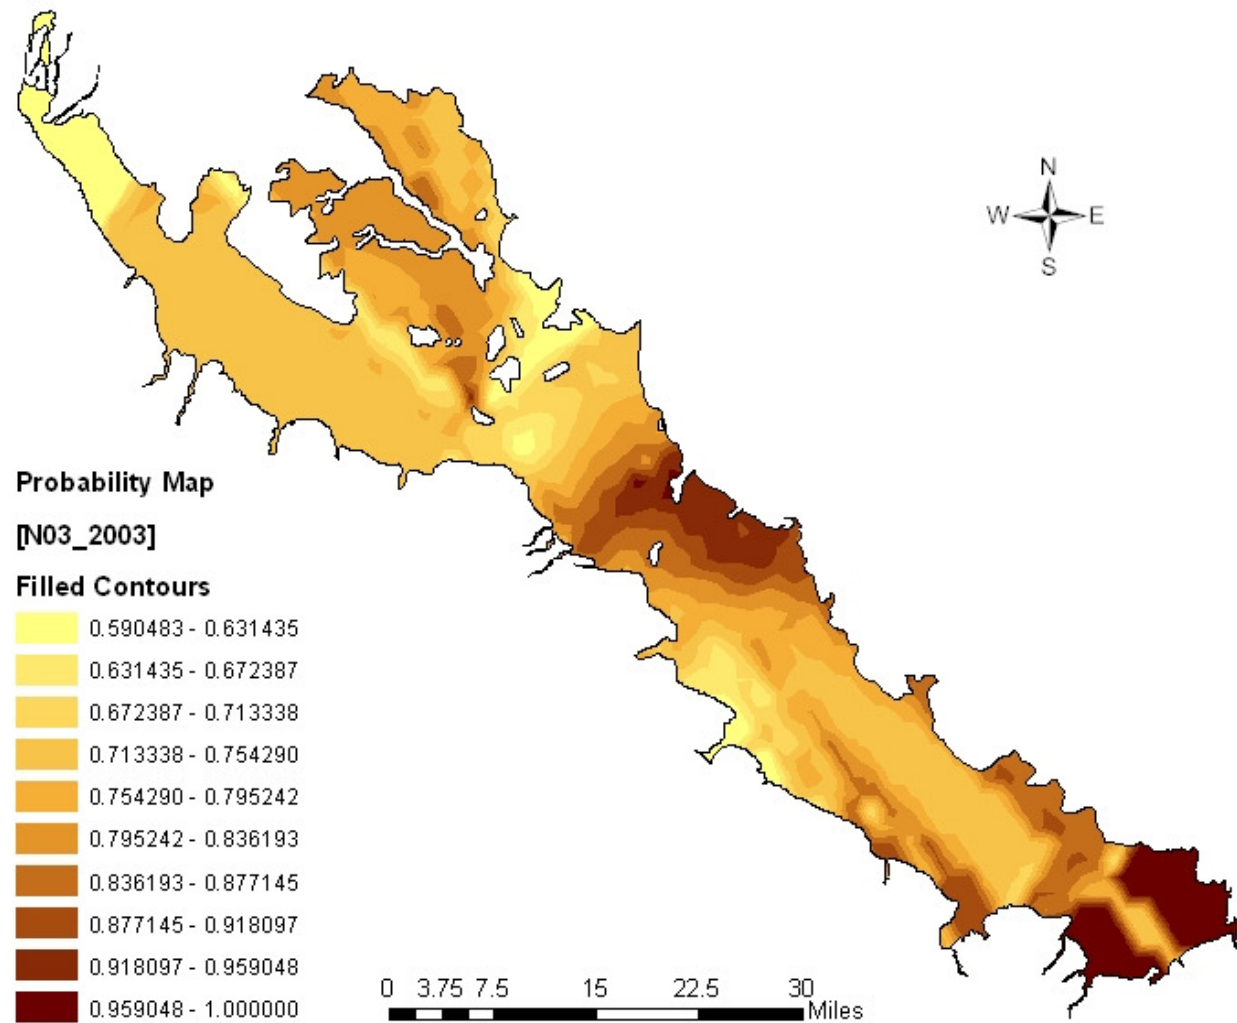 N
W E
S
Probability Map
[N03_2003]
Filled Contours
0.590483 - 0.631435
0.631435 - 0.672387
0.672387 - 0.713338
0.713338 - 0.754290
0.754290 - 0.795242
0.795242 - 0.836193
0.836193 - 0.877145
0.877145 - 0.918097
0.918097 - 0.959048
0.959048 - 1.000000
0 3.75 7.5 15 22.5 30
Miles